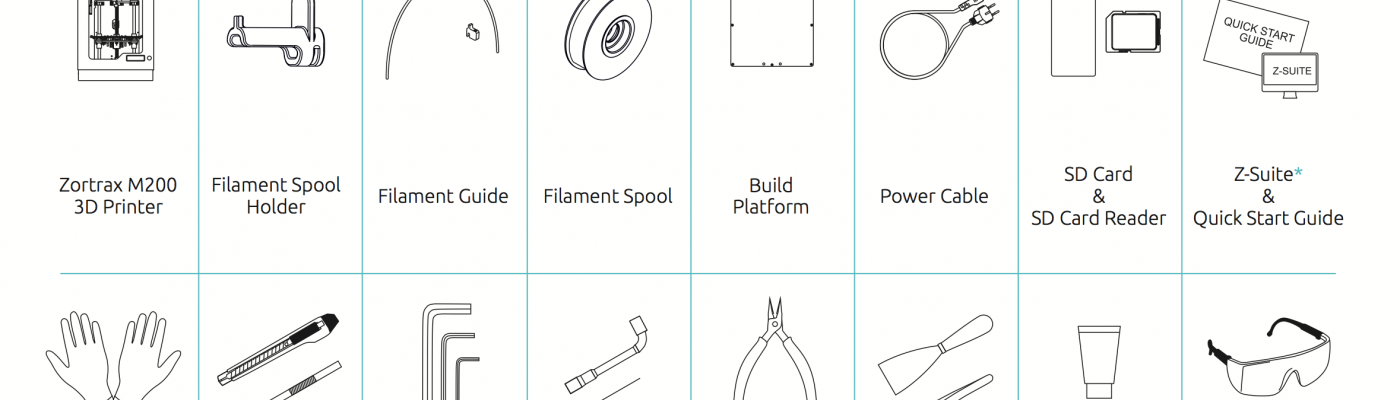 QUICK START
GUIDE
Z-SUITE
Zortrax M200
3D Printer
Filament Spool
Holder
Filament Guide
Filament Spool
Build
Platform
Power Cable
SD Card
&
SD Card Reader
Z-Suite*
&
Quick Start Guide